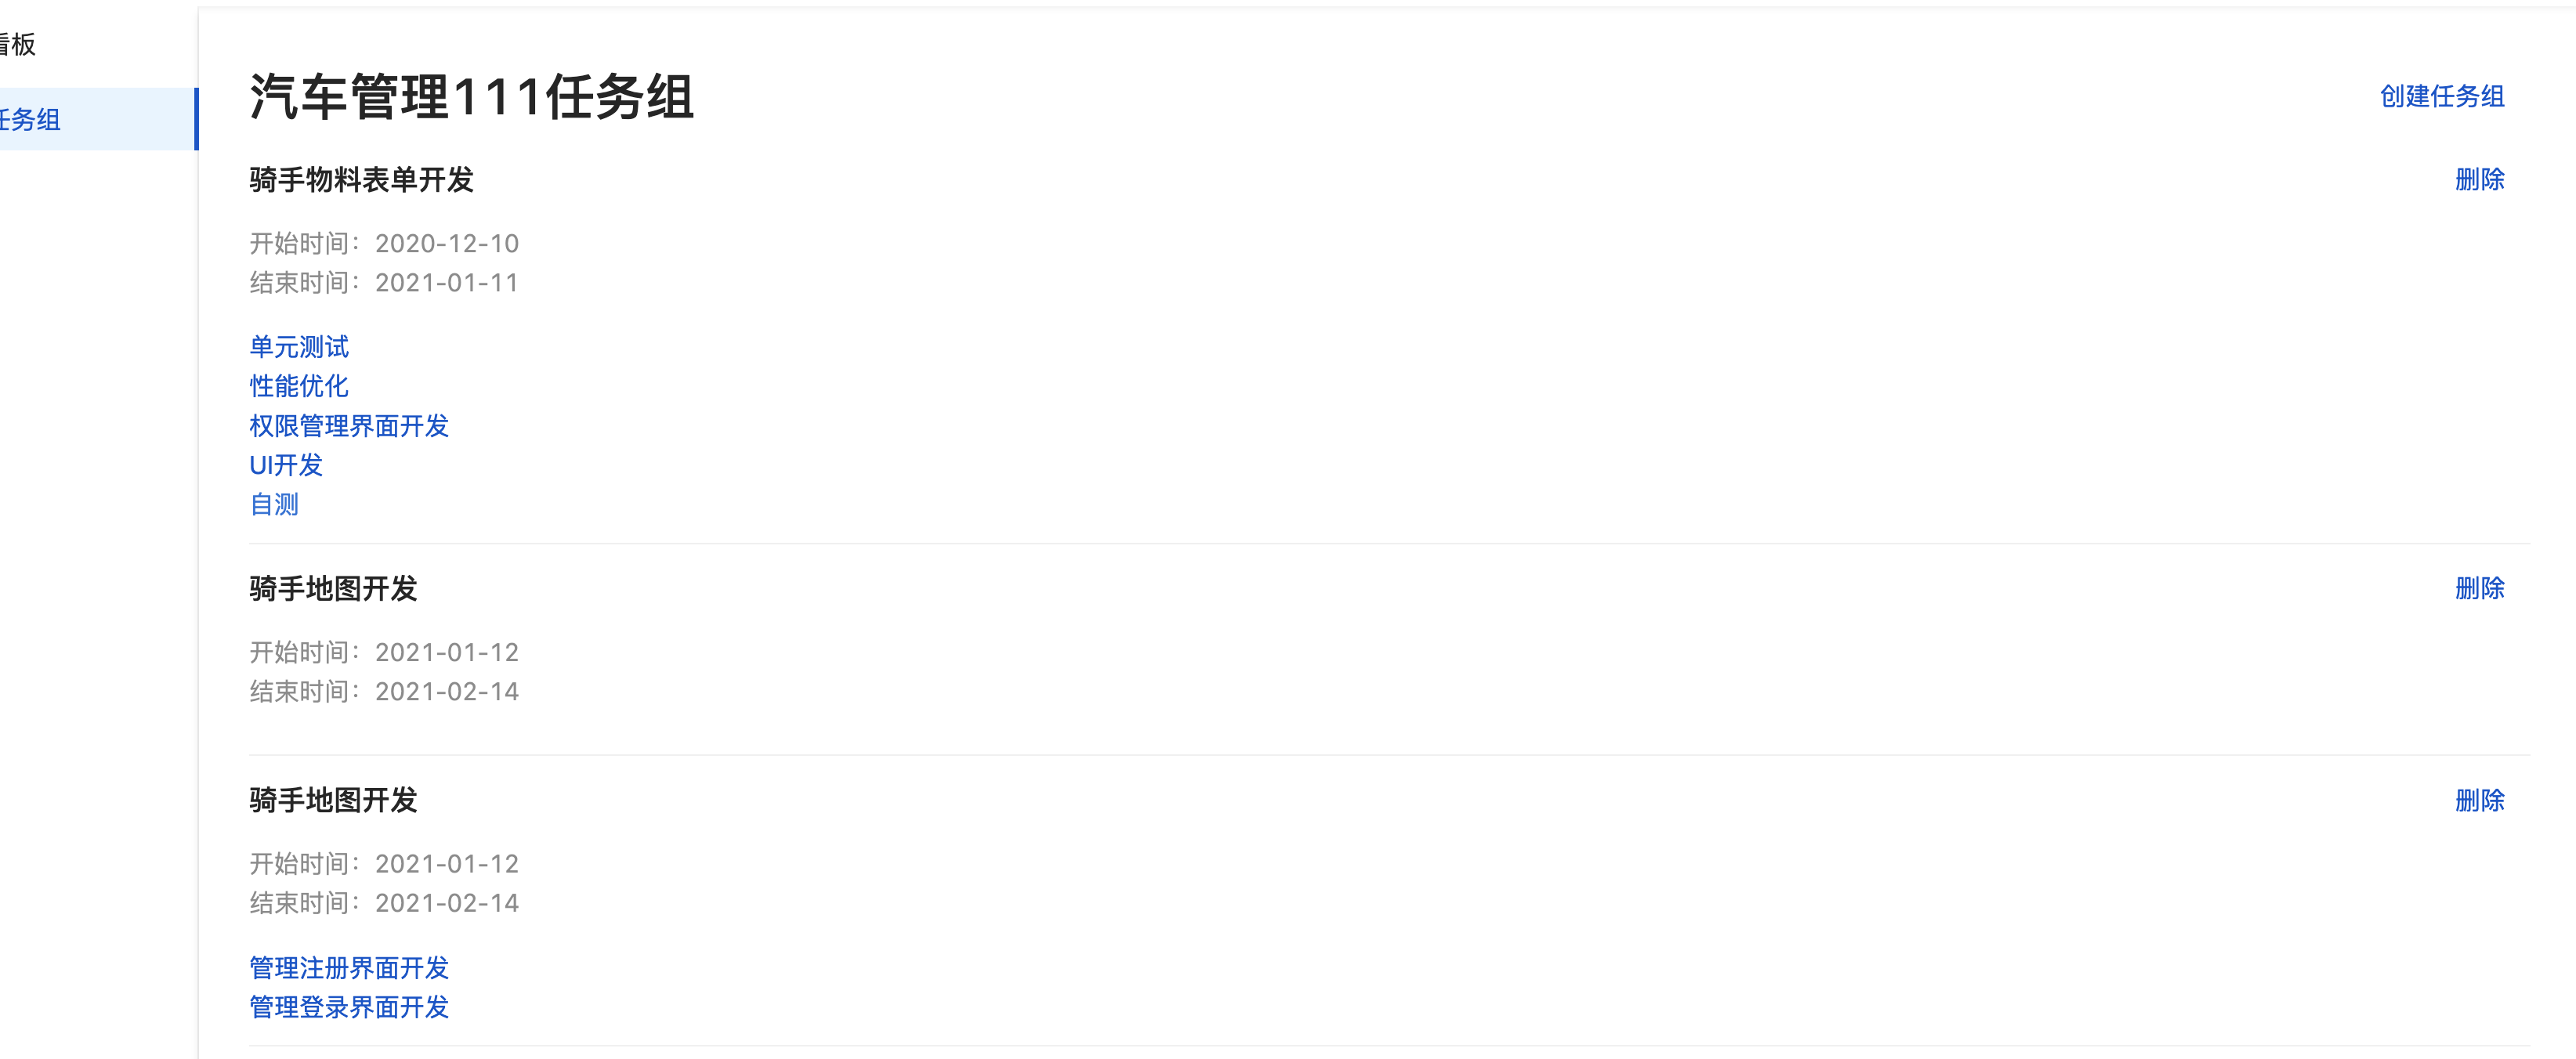 看板
任务组
汽车管理111任务组
创建任务组
骑手物料表单开发
删除
开始时间：2020-12-10
结束时间：2021-01-11
单元测试
性能优化
权限管理界面开发
UI开发
自测
骑手地图开发
删除
开始时间：2021-01-12
结束时间：2021-02-14
骑手地图开发
删除
开始时间：2021-01-12
结束时间：2021-02-14
管理注册界面开发
管理登录界面开发